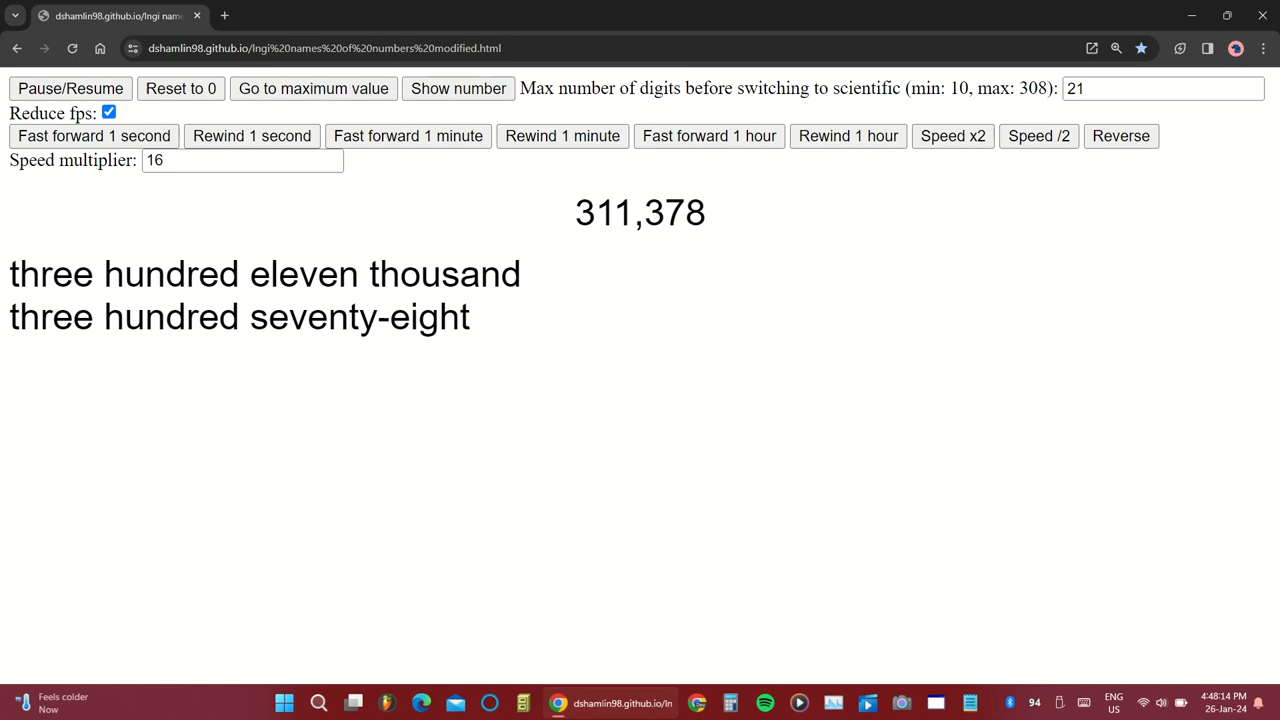 dshamlin98.github.io/Ingi name
dshamlin98.github.io/Ingi%20names%20of%20numbers%20modified.html
Pause/Resume Reset to 0 Go to maximum value Show number Max number of digits before switching to scientific (min: 10, max: 308): 21
Reduce fps:
Fast forward 1 second Rewind 1 second Fast forward 1 minute Rewind 1 minute Fast forward 1 hour Rewind 1 hour Speed x2 Speed /2 Reverse
Speed multiplier: 16
311,378
three hundred eleven thousand
three hundred seventy-eight
Feels colder
Now
dshamlin98.github.io/In
94
ENG
US
4:48:14 PM
26-Jan-24